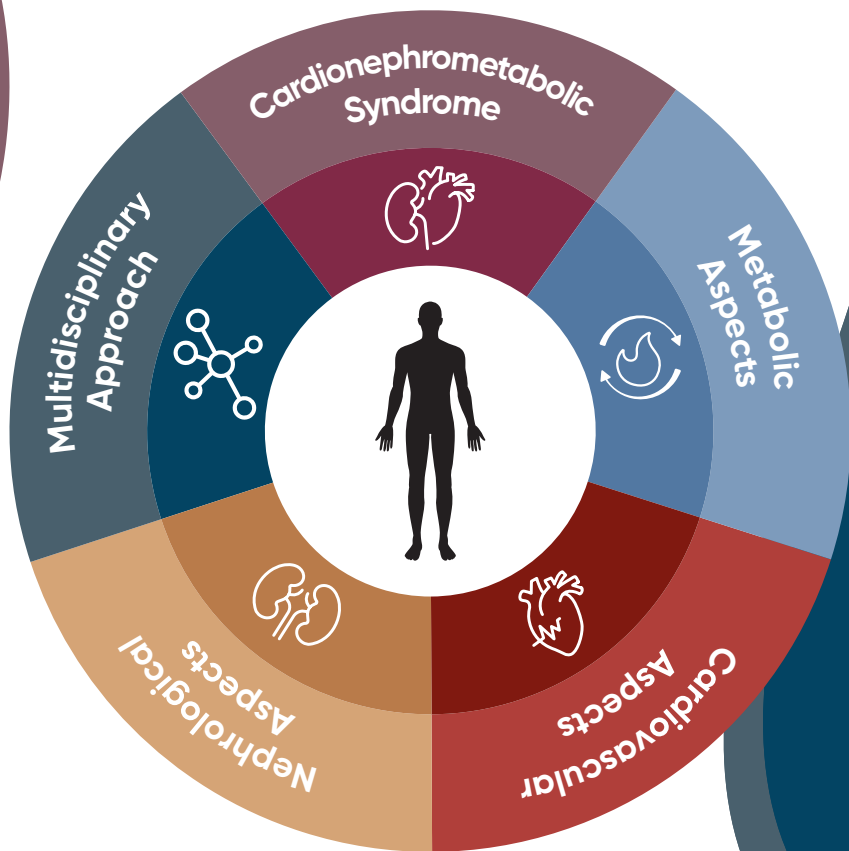 Cardionephrometabolic
Syndrome
Metabolic
Aspects
Cardiovascular
Aspects
Nephrological
Aspects
Multidisciplinary
Approach